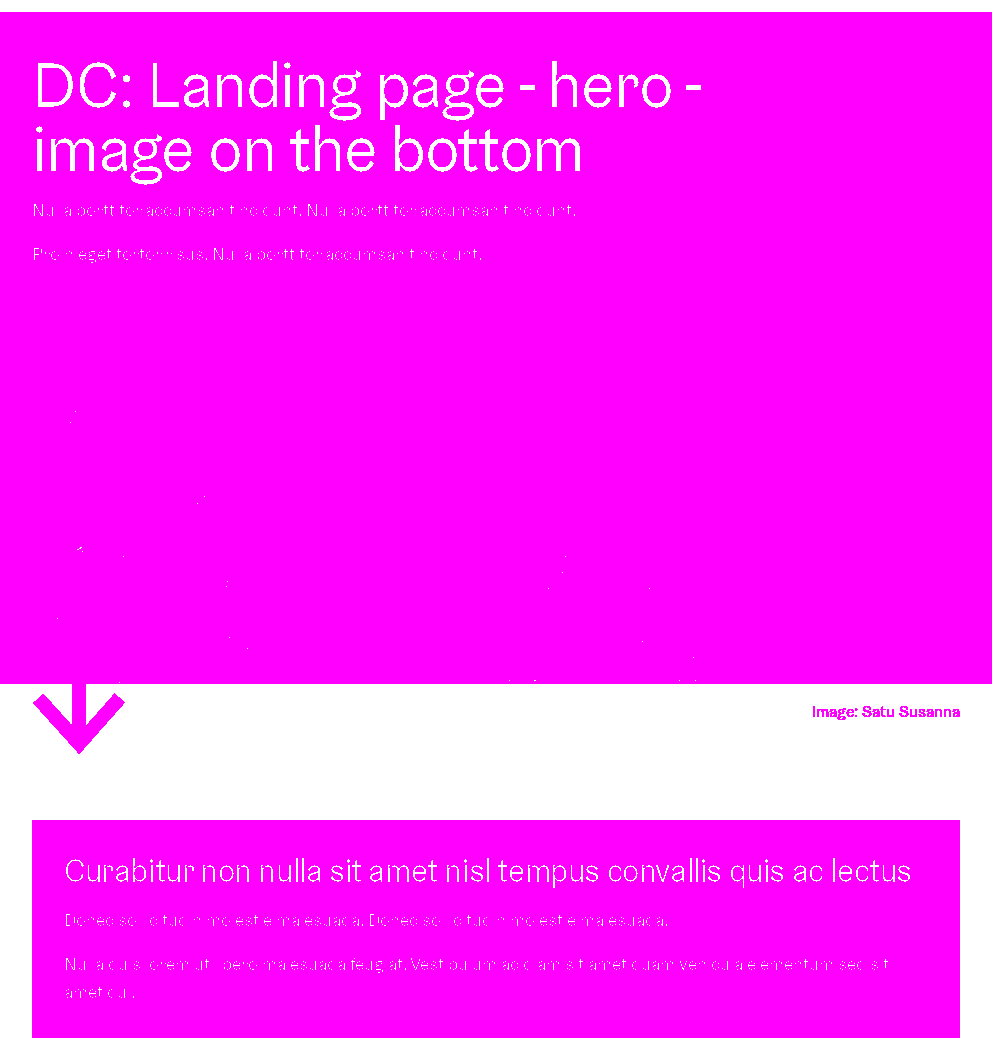 DC: Landing page - hero -
image on the bottom
Nulla porttitor accumsan tincidunt. Nulla porttitor accumsan tincidunt.
Proin eget tortor risus. Nulla porttitor accumsan tincidunt.
Image: Satu Susanna
Curabitur non nulla sit amet nisl tempus convallis quis ac lectus
Donec sollicitudin molestie malesuada. Donec sollicitudin molestie malesuada.
Nulla quis lorem ut libero malesuada feugiat. Vestibulum ac diam sit amet quam vehicula elementum sed sit
amet dui.